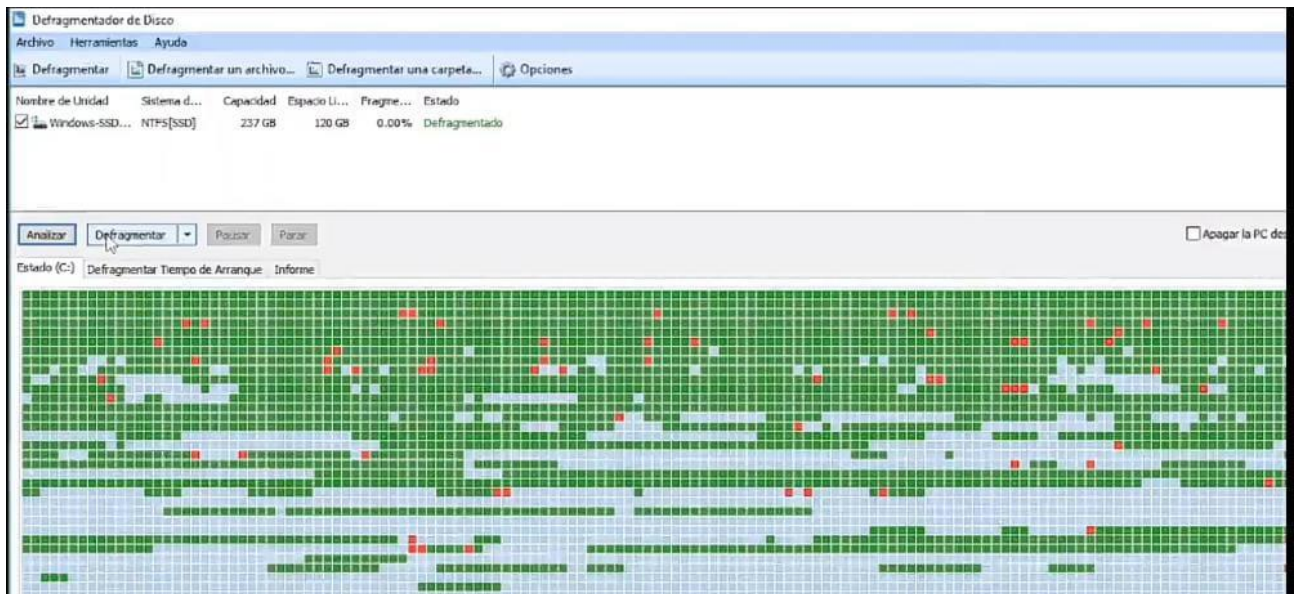 Defragmentador de Disco
Archivo Herramientas Ayuda
Defragmentar Defragmentar un archivo... Defragmentar una carpeta... Opciones
Nombre de Unidad Sistema d... Capacidad Espacio Li... Fragme... Estado
Windows-SSD... NTFS[SSD] 237 GB 120 GB 0.00% Defragmentado
Analizar Defragmentar Pausar Parar Apagar la PC des
Estado (C:) Defragmentar Tiempo de Arranque Informe